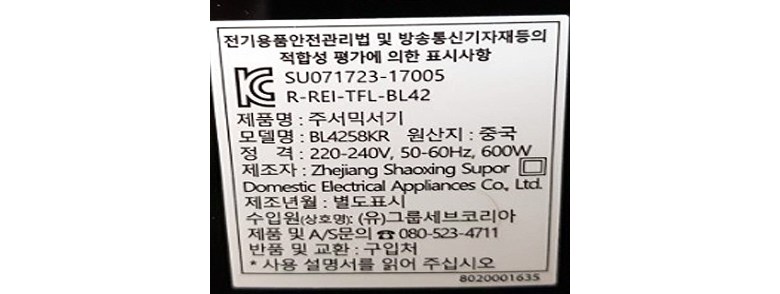 전기용품안전관리법 및 방송통신기자재등의
적합성 평가에 의한 표시사항
SU071723-17005
R-REI-TFL-BL42
제품명 : 주서믹서기
모델명 : BL4258KR 원산지 : 중국
정 격 : 220-240V, 50-60Hz, 600W
제조자 : Zhejiang Shaoxing Supor
Domestic Electrical Appliances Co., Ltd.
제조년월 : 별도표시
수입원(상호명) : (유)그룹세브코리아
제품 및 A/S문의 ☎ 080-523-4711
반품 및 교환 : 구입처
* 사용 설명서를 읽어 주십시오
8020001635